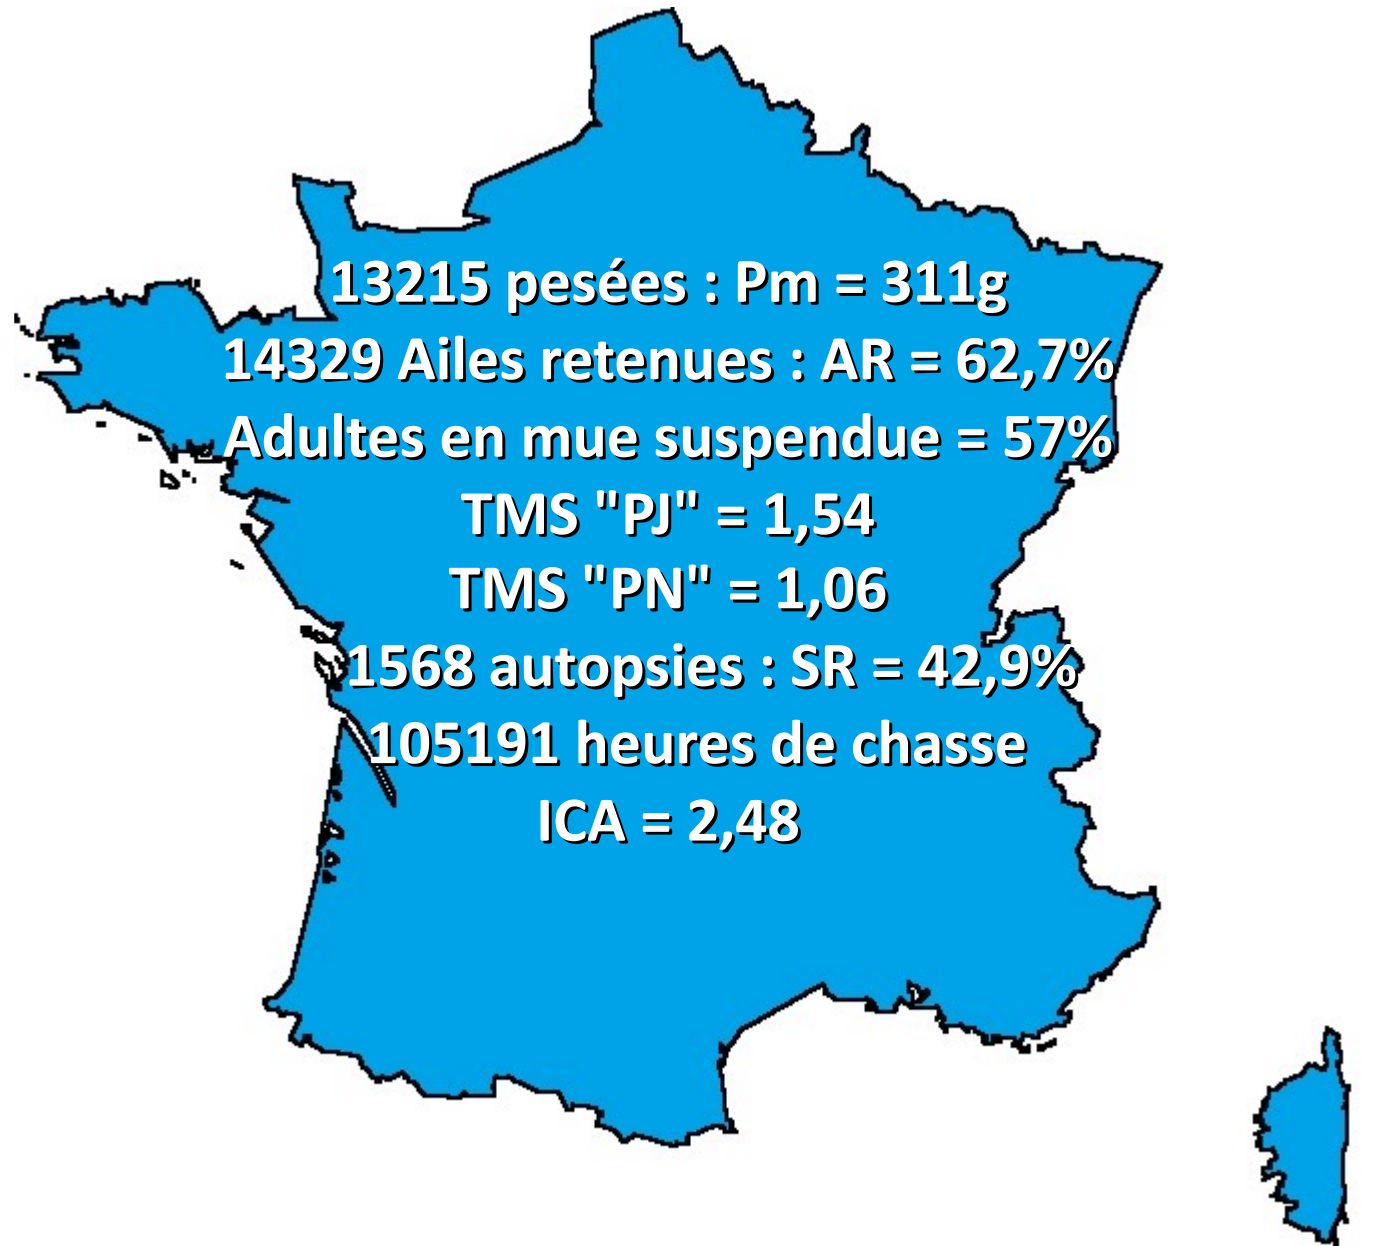 13215 pesées : Pm = 311g
14329 Ailes retenues : AR = 62,7%
Adultes en mue suspendue = 57%
TMS "PJ" = 1,54
TMS "PN" = 1,06
1568 autopsies : SR = 42,9%
105191 heures de chasse
ICA = 2,48